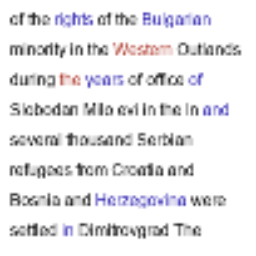 of the rights of the Bulgarian
minority in the Western Outlands
during the years of office of
Slobodan Milo evi in the in and
several thousand Serbian
refugees from Croatia and
Bosnia and Herzegovina were
settled in Dimitrovgrad The